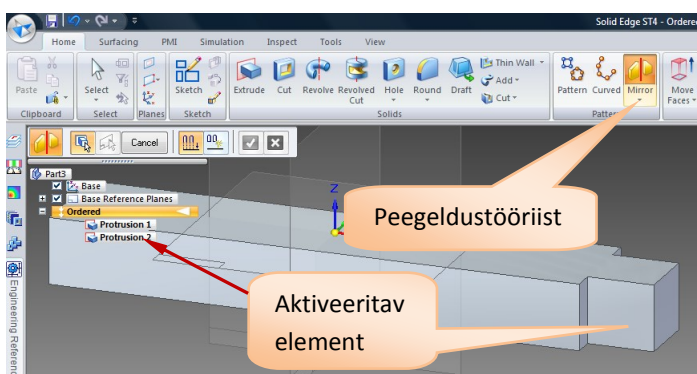 Solid Edge ST4 - Ordered
Home Surfacing PMI Simulation Inspect Tools View
Paste
Select
Sketch
Extrude Cut Revolve Revolved Cut Hole Round Draft
Thin Wall
Add
Cut
Pattern Curved Mirror
Move Faces
Clipboard Select Planes Sketch Solids Pattern
Cancel
Part3
Base
Base Reference Planes
Ordered
Protrusion 1
Protrusion 2
Z
Peegeldustööriist
Aktiveeritav
element
Engineering Referenc